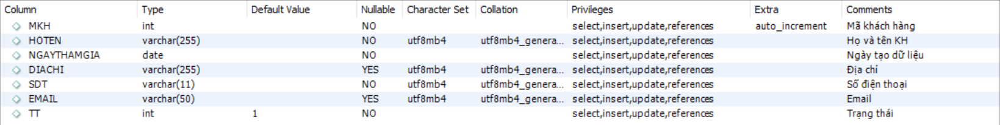 Column Type Default Value Nullable Character Set Collation Privileges Extra Comments
MKH int NO select,insert,update,references auto_increment Mã khách hàng
HOTEN varchar(255) NO utf8mb4 utf8mb4_genera... select,insert,update,references Họ và tên KH
NGAYTHAMGIA date NO select,insert,update,references Ngày tạo dữ liệu
DIACHI varchar(255) YES utf8mb4 utf8mb4_genera... select,insert,update,references Địa chỉ
SDT varchar(11) NO utf8mb4 utf8mb4_genera... select,insert,update,references Số điện thoại
EMAIL varchar(50) YES utf8mb4 utf8mb4_genera... select,insert,update,references Email
TT int 1 NO select,insert,update,references Trạng thái